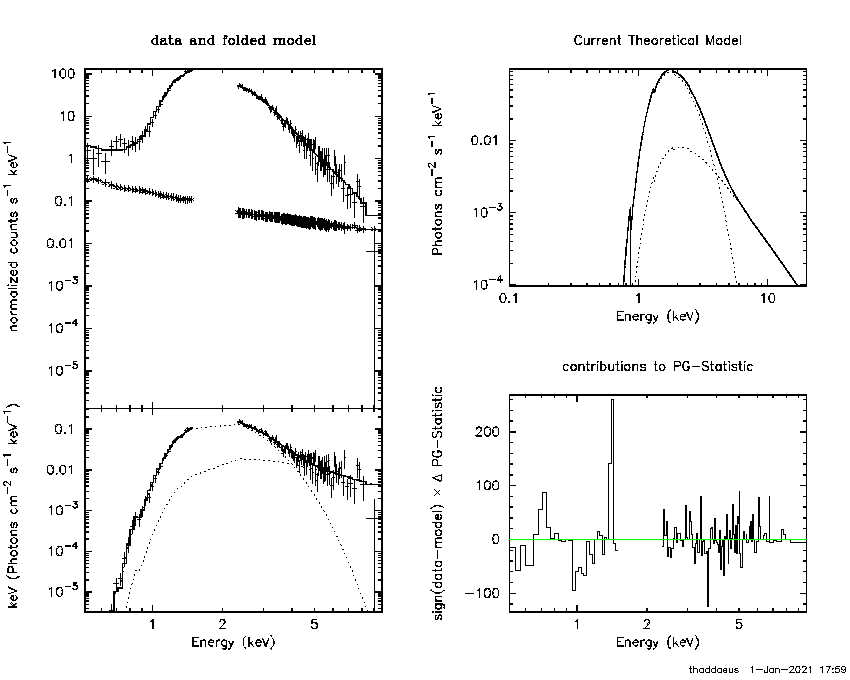 data and folded model
normalized counts s⁻¹ keV⁻¹
100
10
1
0.1
0.01
10⁻³
10⁻⁴
10⁻⁵
keV (Photons cm⁻² s⁻¹ keV⁻¹)
0.1
0.01
10⁻³
10⁻⁴
10⁻⁵
1 2 5
Energy (keV)
Current Theoretical Model
Photons cm⁻² s⁻¹ keV⁻¹
0.01
10⁻³
10⁻⁴
0.1 1 10
Energy (keV)
contributions to PG−Statistic
sign(data−model) × Δ PG−Statistic
200
100
0
−100
1 2 5
Energy (keV)
thaddaeus 1−Jan−2021 17:59